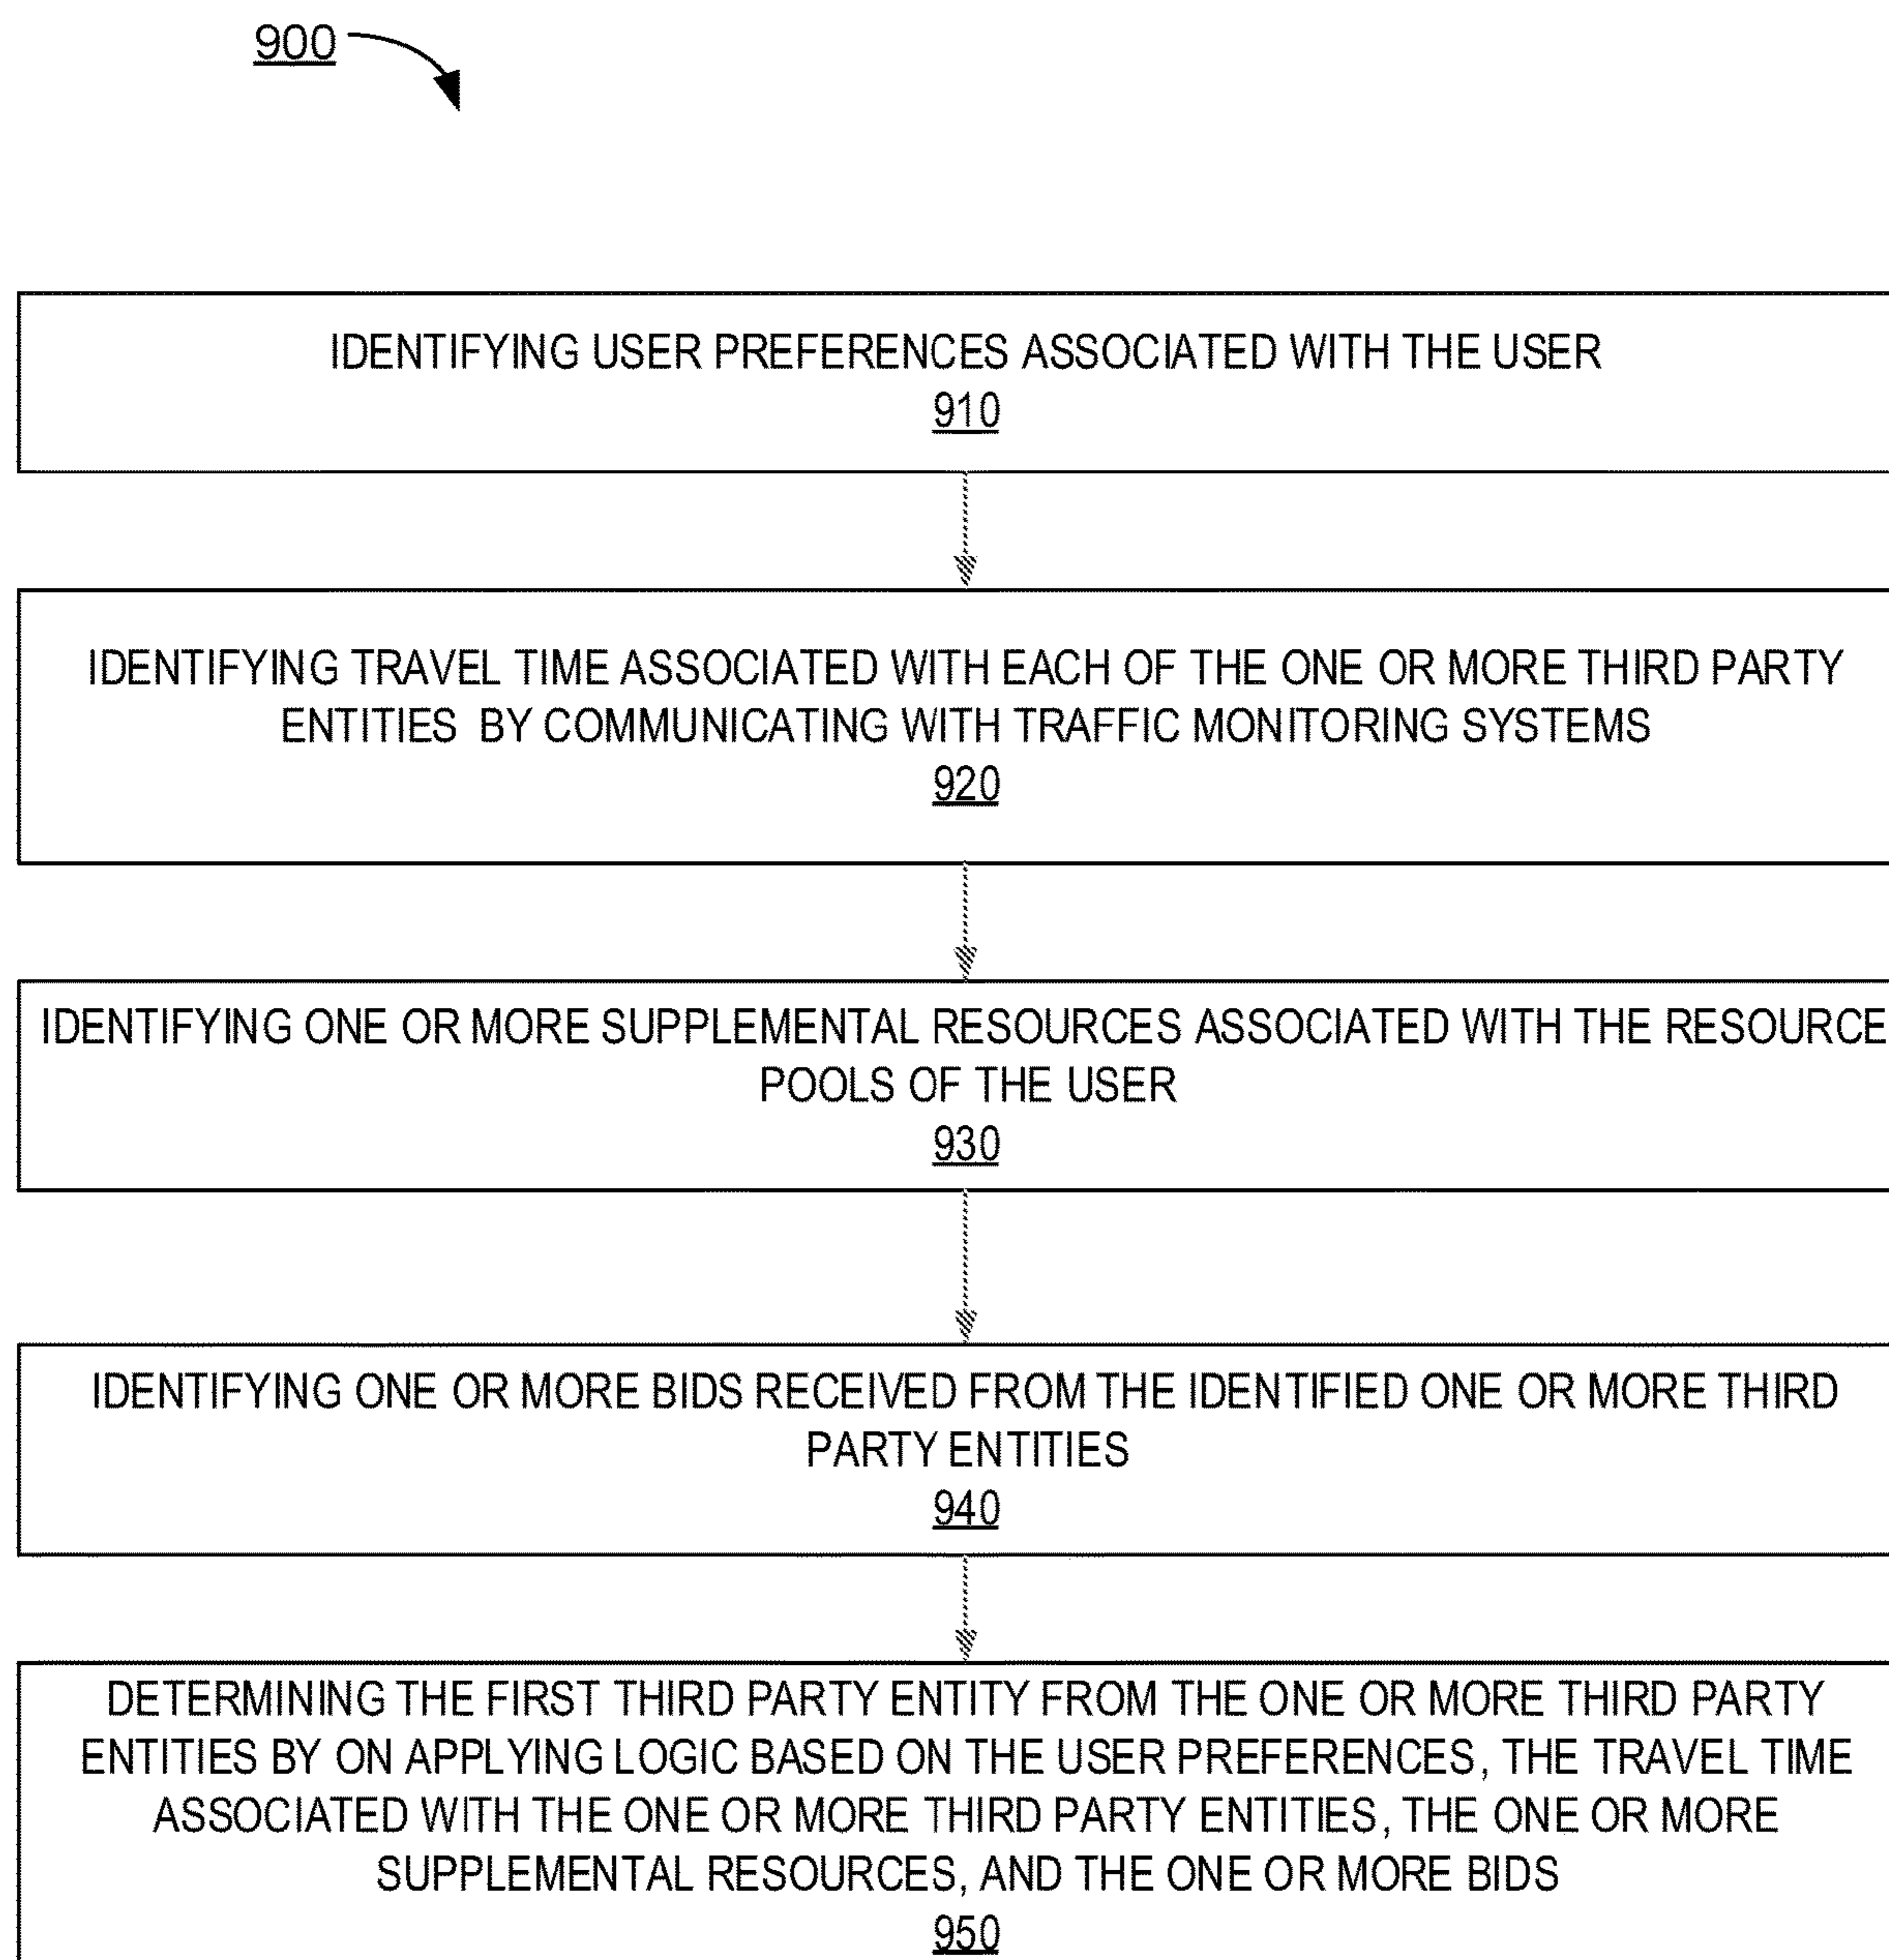 900
IDENTIFYING USER PREFERENCES ASSOCIATED WITH THE USER
910
IDENTIFYING TRAVEL TIME ASSOCIATED WITH EACH OF THE ONE OR MORE THIRD PARTY
ENTITIES BY COMMUNICATING WITH TRAFFIC MONITORING SYSTEMS
920
IDENTIFYING ONE OR MORE SUPPLEMENTAL RESOURCES ASSOCIATED WITH THE RESOURCE
POOLS OF THE USER
930
IDENTIFYING ONE OR MORE BIDS RECEIVED FROM THE IDENTIFIED ONE OR MORE THIRD
PARTY ENTITIES
940
DETERMINING THE FIRST THIRD PARTY ENTITY FROM THE ONE OR MORE THIRD PARTY
ENTITIES BY ON APPLYING LOGIC BASED ON THE USER PREFERENCES, THE TRAVEL TIME
ASSOCIATED WITH THE ONE OR MORE THIRD PARTY ENTITIES, THE ONE OR MORE
SUPPLEMENTAL RESOURCES, AND THE ONE OR MORE BIDS
950